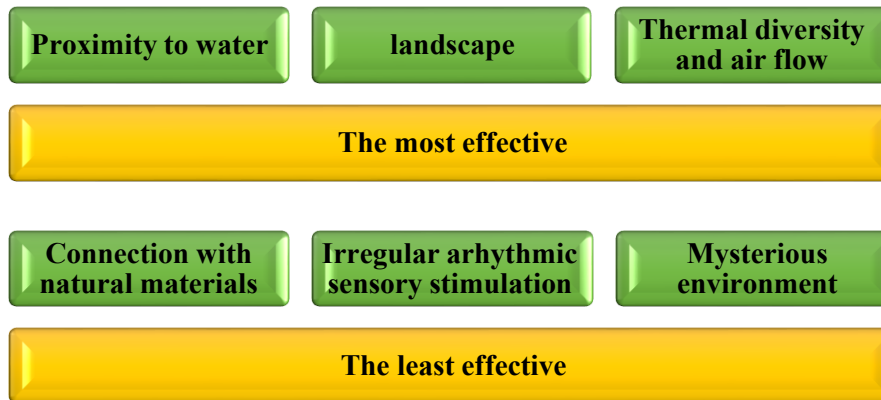 Proximity to water
landscape
Thermal diversity
and air flow
The most effective
Connection with
natural materials
Irregular arhythmic
sensory stimulation
Mysterious
environment
The least effective